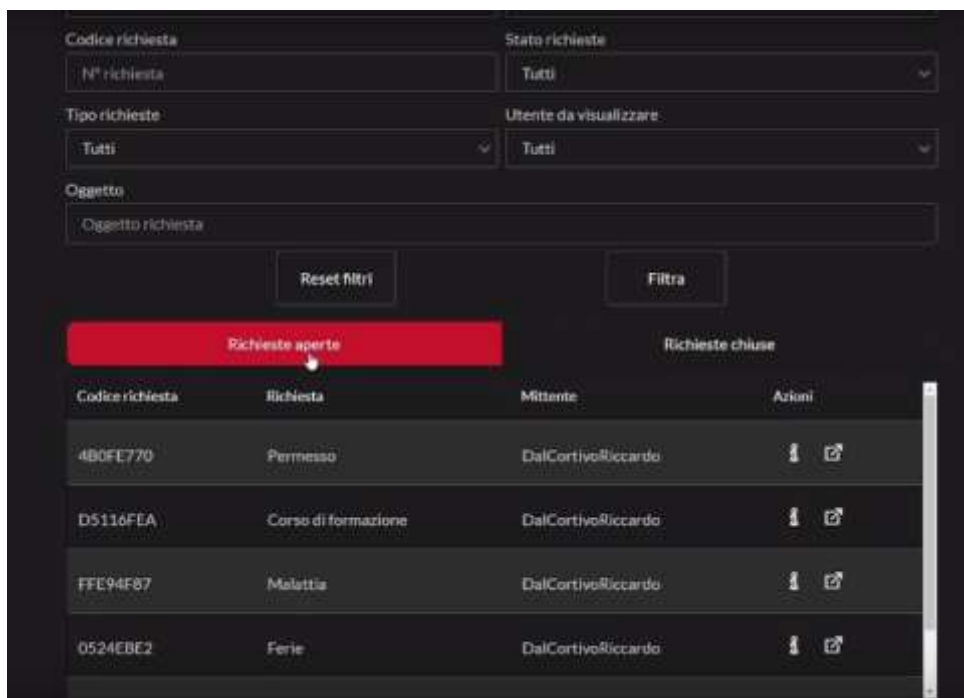 Codice richiesta Stato richieste
N° richiesta Tutti
Tipo richieste Utente da visualizzare
Tutti Tutti
Oggetto
Oggetto richiesta
Reset filtri Filtra
Richieste aperte Richieste chiuse
Codice richiesta Richiesta Mittente Azioni
4B0FE770 Permesso DalCortivoRiccardo
D5116FEA Corso di formazione DalCortivoRiccardo
FFE94F87 Malattia DalCortivoRiccardo
0524EBE2 Ferie DalCortivoRiccardo